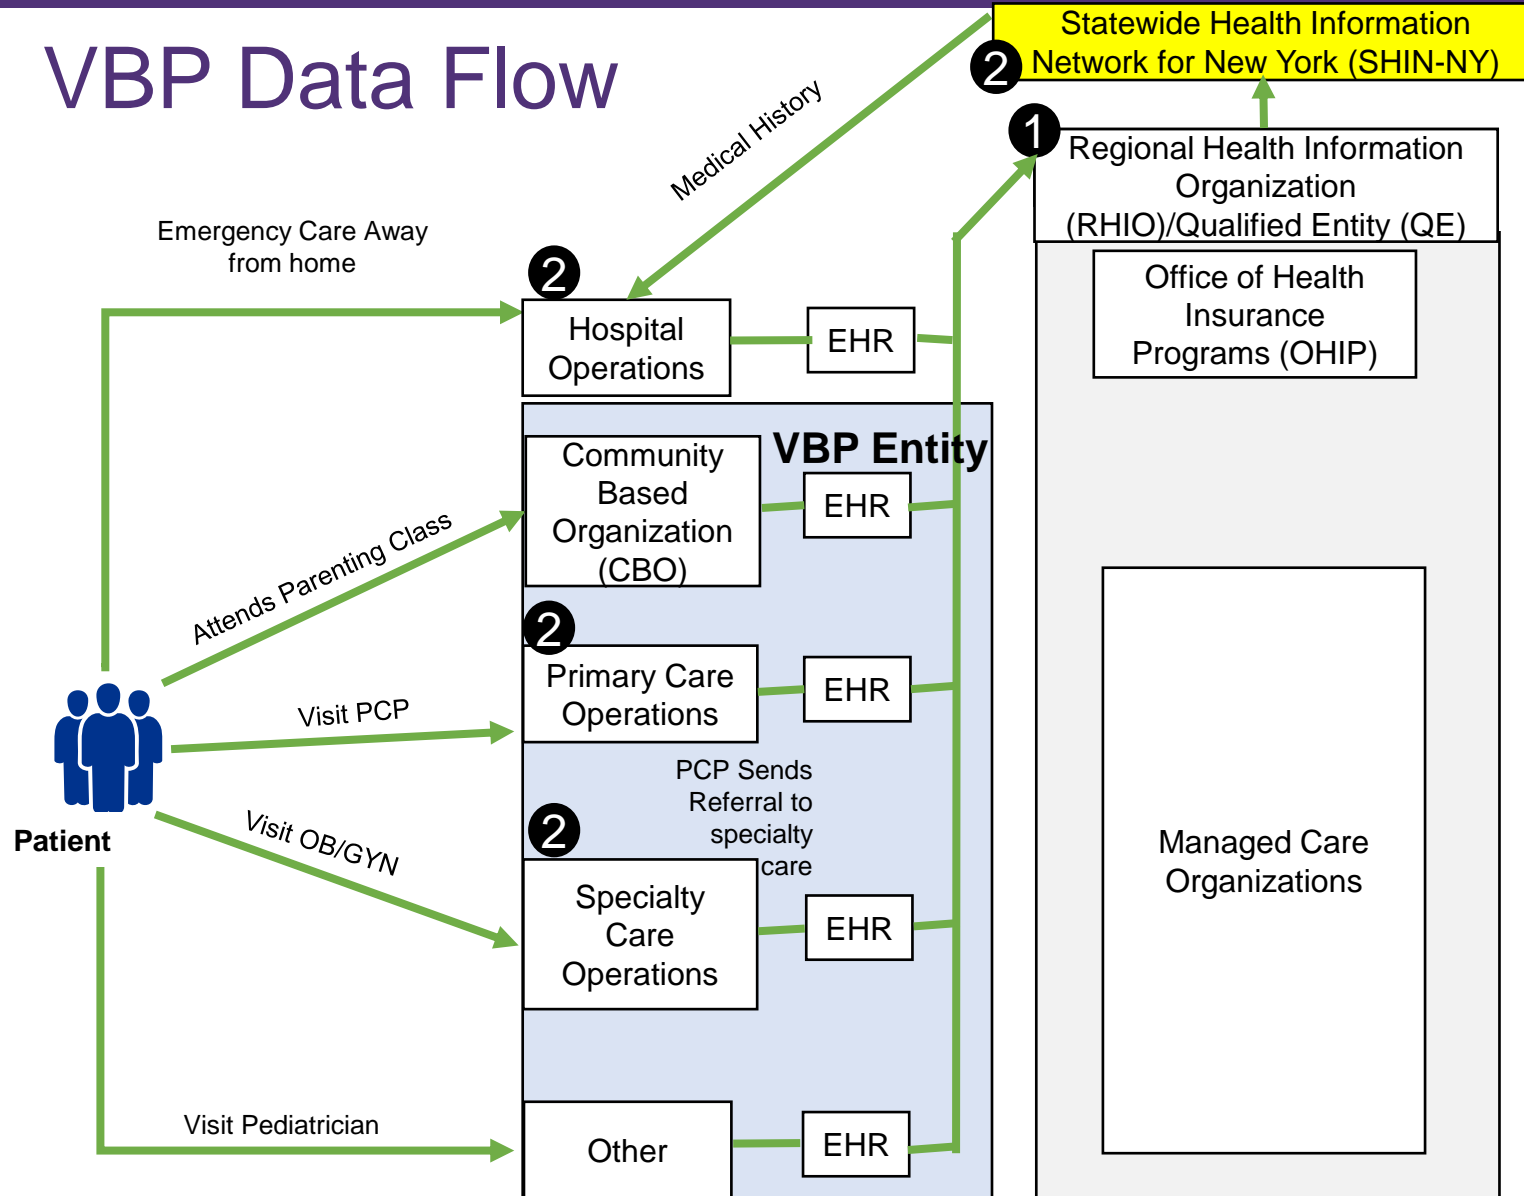 VBP Data Flow
Statewide Health Information
Network for New York (SHIN-NY)
2
Medical History
1
Regional Health Information
Organization
(RHIO)/Qualified Entity (QE)
Emergency Care Away
from home
2
Hospital
Operations
EHR
Office of Health
Insurance
Programs (OHIP)
VBP Entity
Community
Based
Organization
(CBO)
EHR
Attends Parenting Class
2
Primary Care
Operations
EHR
Visit PCP
PCP Sends
Referral to
specialty
care
Patient
Visit OB/GYN
2
Specialty
Care
Operations
EHR
Managed Care
Organizations
Visit Pediatrician
Other
EHR